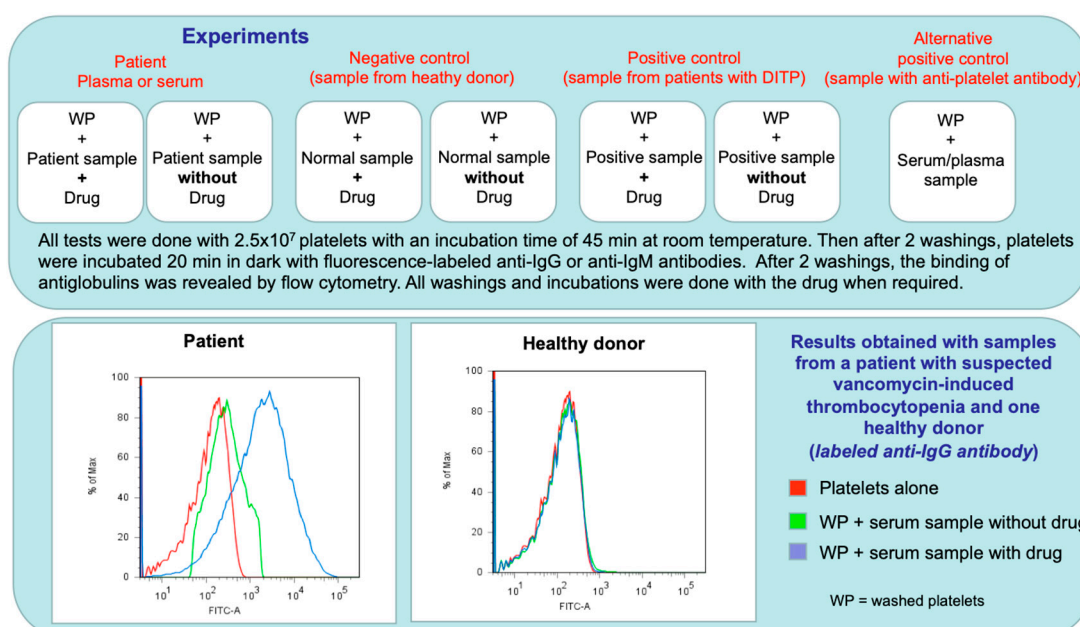 Experiments
Patient
Plasma or serum
Negative control
(sample from heathy donor)
Positive control
(sample from patients with DITP)
Alternative
positive control
(sample with anti-platelet antibody)
WP
+
Patient sample
+
Drug
WP
+
Patient sample
without
Drug
WP
+
Normal sample
+
Drug
WP
+
Normal sample
without
Drug
WP
+
Positive sample
+
Drug
WP
+
Positive sample
without
Drug
WP
+
Serum/plasma
sample
All tests were done with 2.5x10⁷ platelets with an incubation time of 45 min at room temperature. Then after 2 washings, platelets
were incubated 20 min in dark with fluorescence-labeled anti-IgG or anti-IgM antibodies. After 2 washings, the binding of
antiglobulins was revealed by flow cytometry. All washings and incubations were done with the drug when required.
Patient
100
80
60
40
20
0
% of Max
10¹ 10² 10³ 10⁴ 10⁵
FITC-A
Healthy donor
100
80
60
40
20
0
% of Max
10¹ 10² 10³ 10⁴ 10⁵
FITC-A
Results obtained with samples
from a patient with suspected
vancomycin-induced
thrombocytopenia and one
healthy donor
(labeled anti-IgG antibody)
Platelets alone
WP + serum sample without drug
WP + serum sample with drug
WP = washed platelets